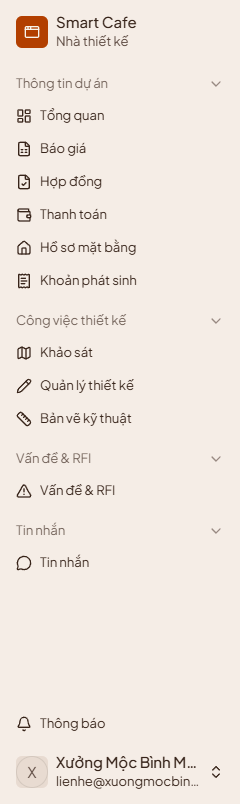 Smart Cafe
Nhà thiết kế
Thông tin dự án
Tổng quan
Báo giá
Hợp đồng
Thanh toán
Hồ sơ mặt bằng
Khoản phát sinh
Công việc thiết kế
Khảo sát
Quản lý thiết kế
Bản vẽ kỹ thuật
Vấn đề & RFI
Vấn đề & RFI
Tin nhắn
Tin nhắn
Thông báo
X
Xưởng Mộc Bình M...
lienhe@xuongmocbin...